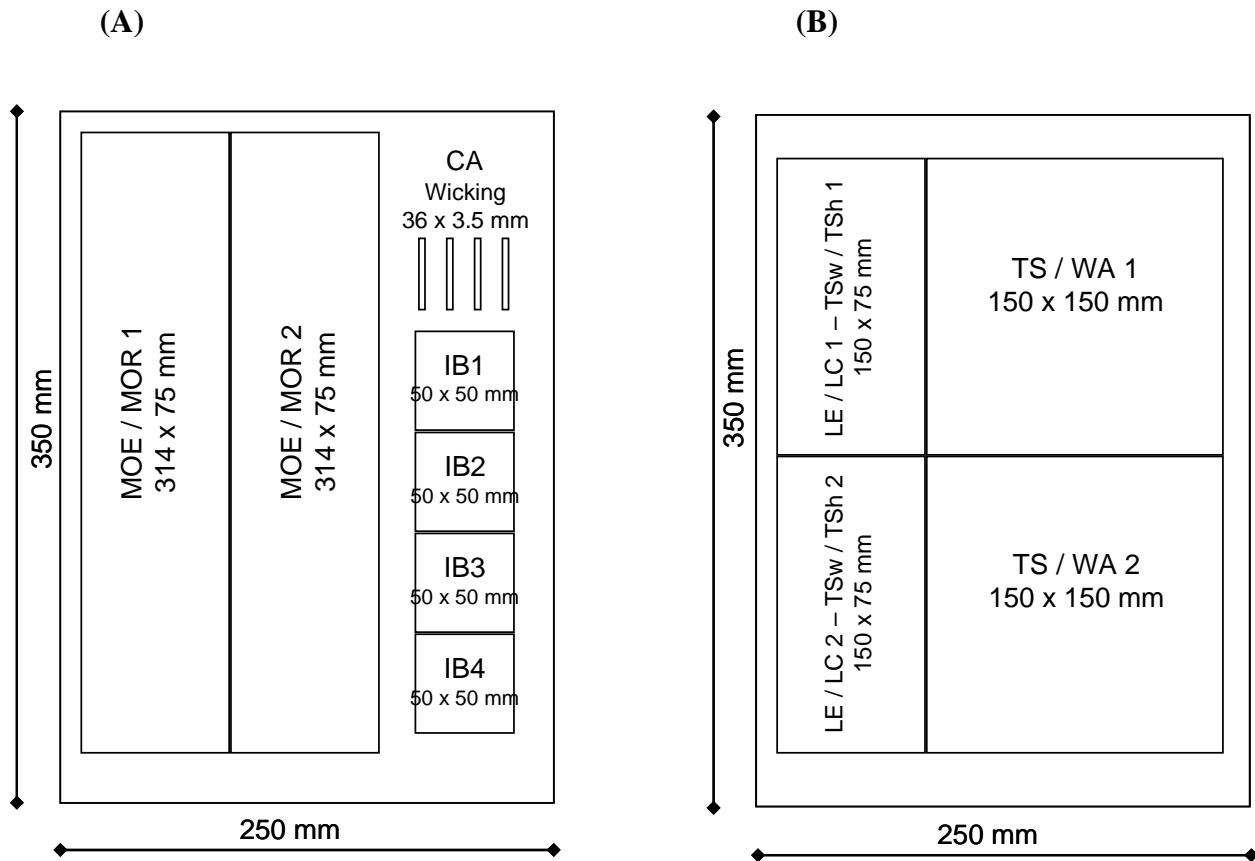 (A)
350 mm
MOE / MOR 1
314 x 75 mm
MOE / MOR 2
314 x 75 mm
CA
Wicking
36 x 3.5 mm
IB1
50 x 50 mm
IB2
50 x 50 mm
IB3
50 x 50 mm
IB4
50 x 50 mm
250 mm
(B)
350 mm
LE / LC 1 – TSw / TSh 1
150 x 75 mm
TS / WA 1
150 x 150 mm
LE / LC 2 – TSw / TSh 2
150 x 75 mm
TS / WA 2
150 x 150 mm
250 mm